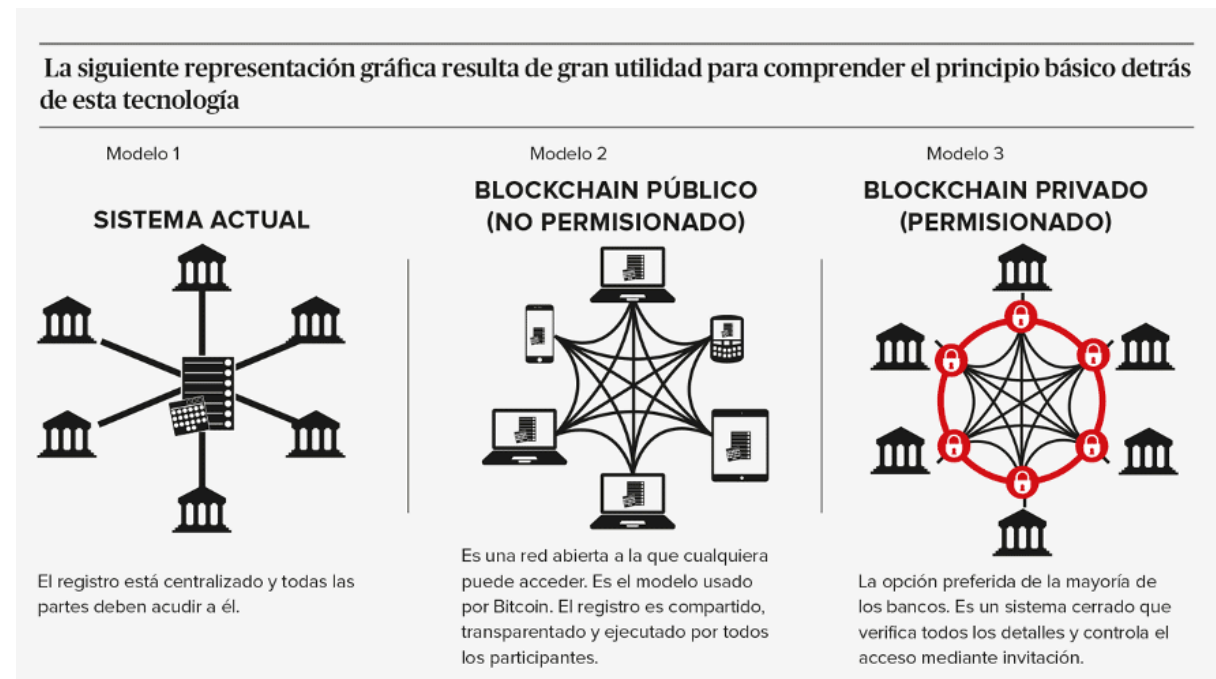 La siguiente representación gráfica resulta de gran utilidad para comprender el principio básico detrás
de esta tecnología
Modelo 1
SISTEMA ACTUAL
El registro está centralizado y todas las
partes deben acudir a él.
Modelo 2
BLOCKCHAIN PÚBLICO
(NO PERMISIONADO)
Es una red abierta a la que cualquiera
puede acceder. Es el modelo usado
por Bitcoin. El registro es compartido,
transparentado y ejecutado por todos
los participantes.
Modelo 3
BLOCKCHAIN PRIVADO
(PERMISIONADO)
La opción preferida de la mayoría de
los bancos. Es un sistema cerrado que
verifica todos los detalles y controla el
acceso mediante invitación.